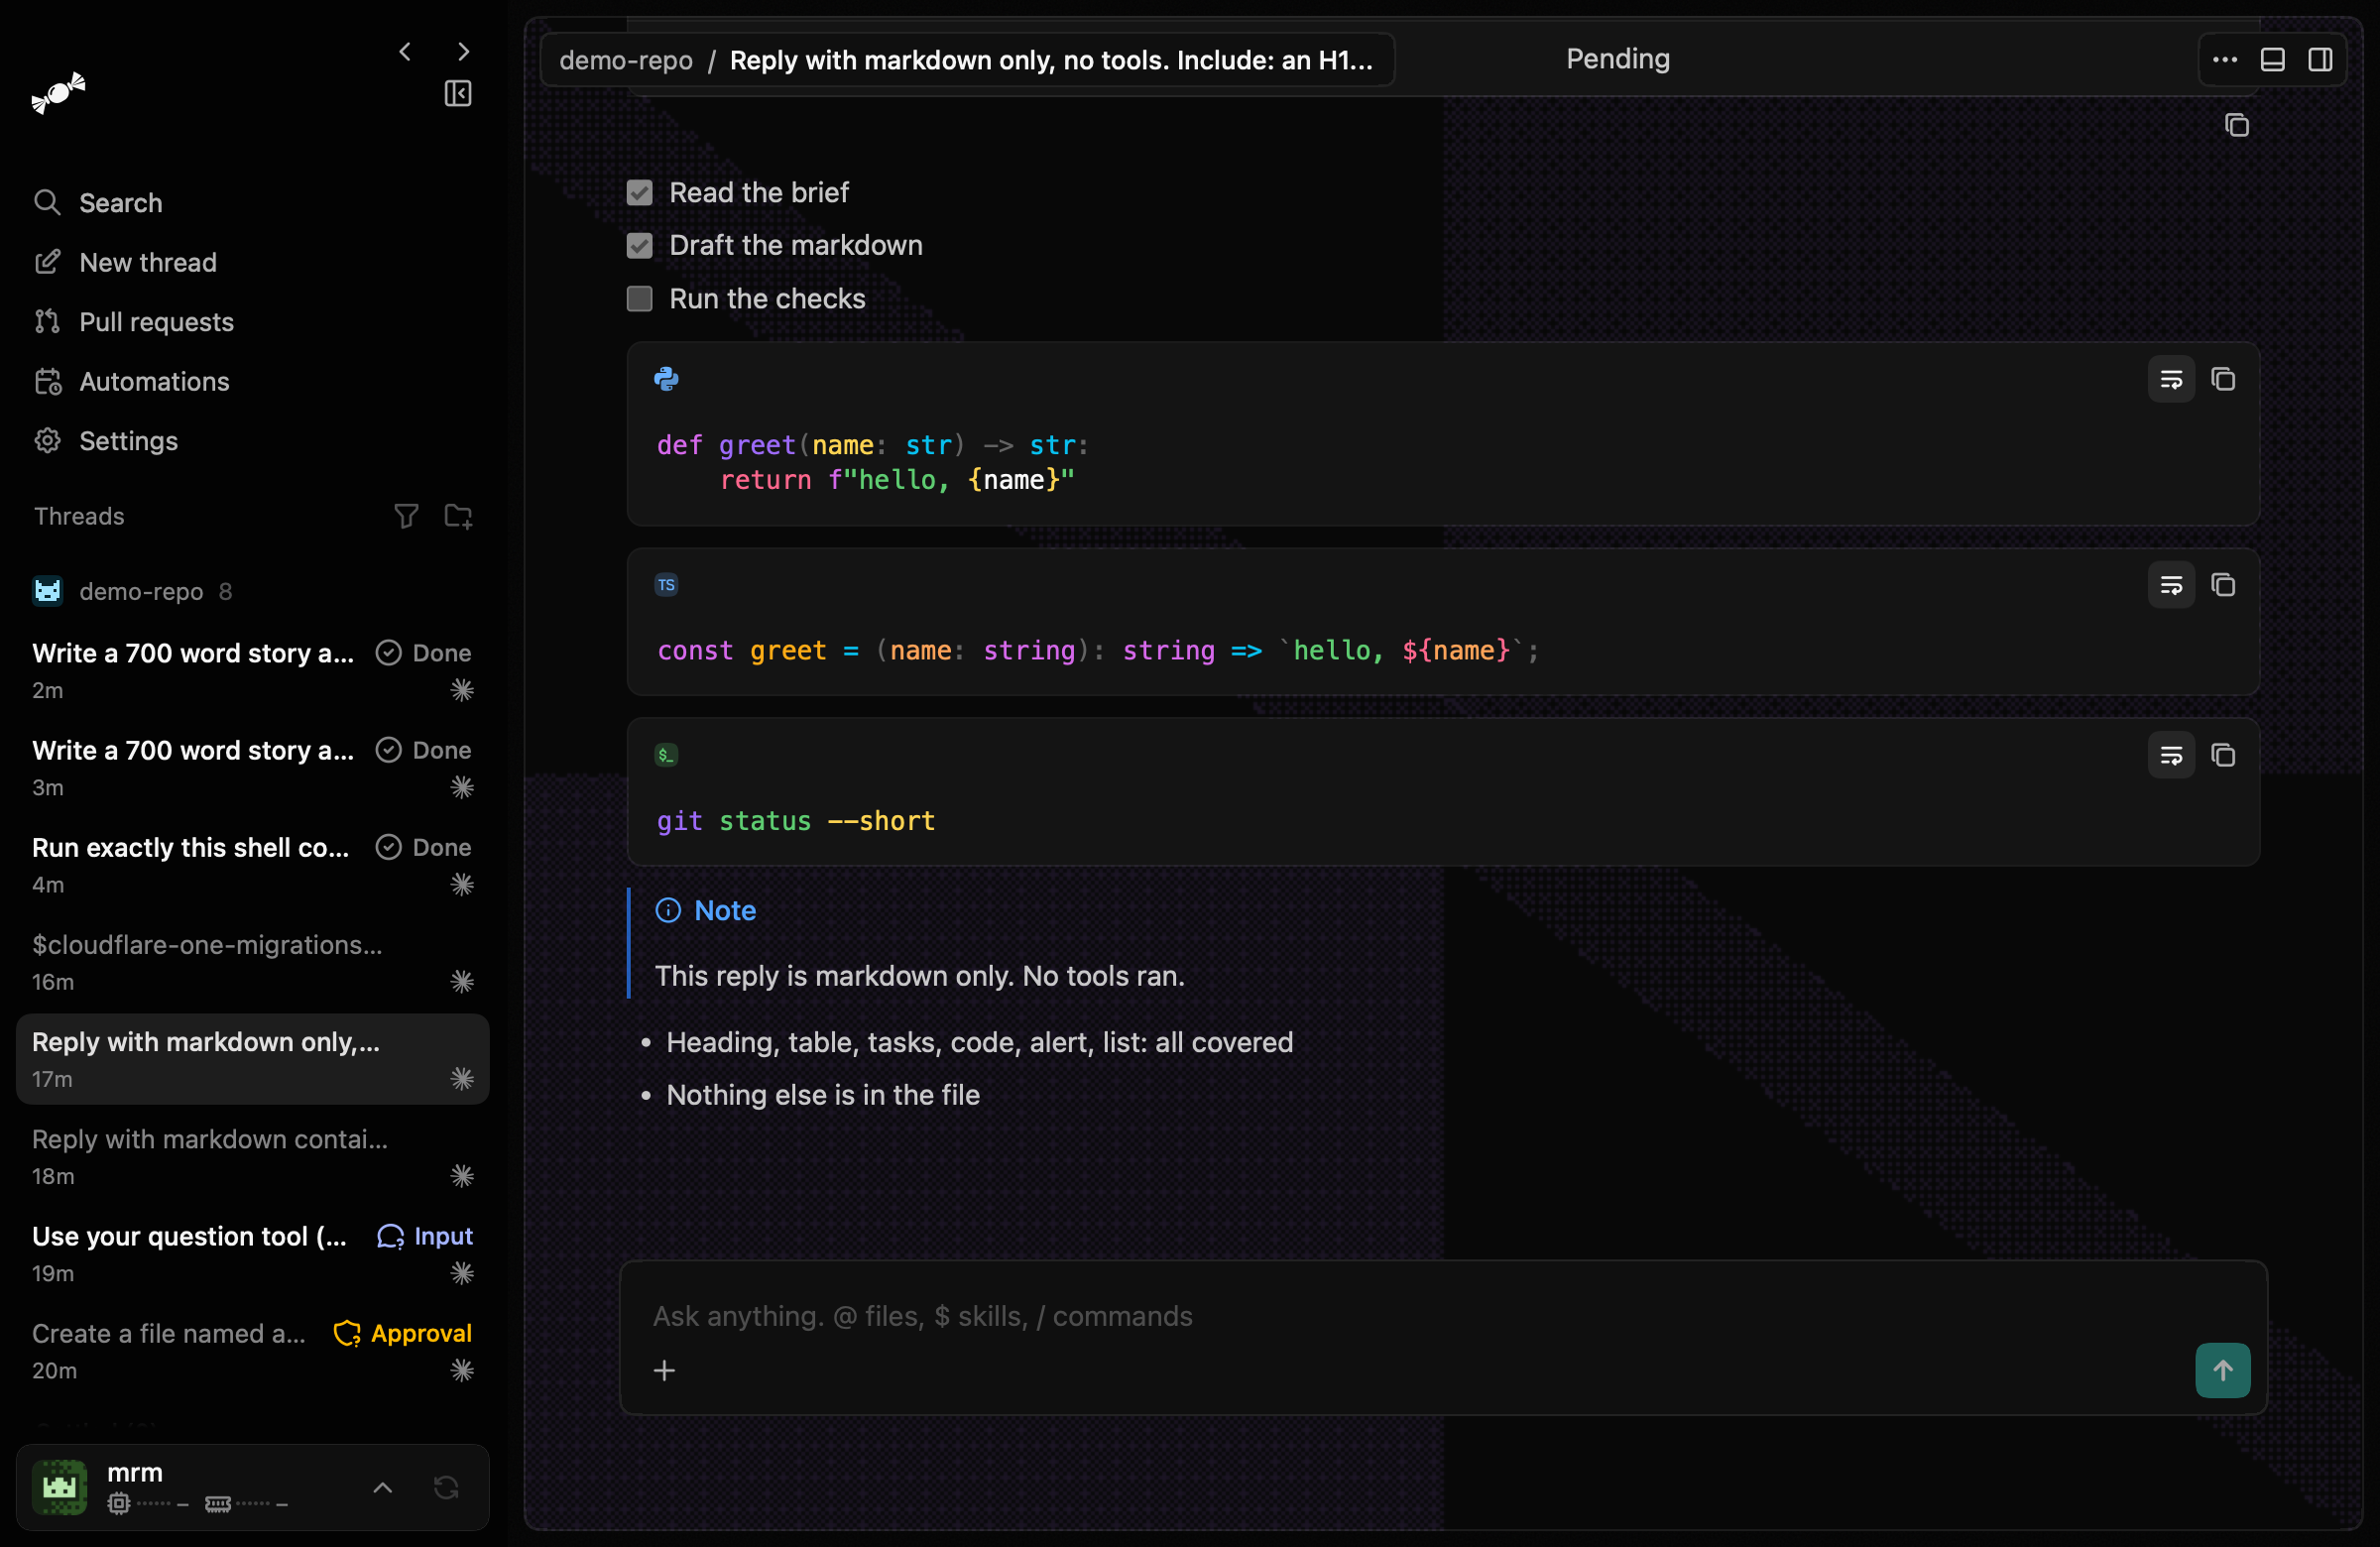 Search
New thread
Pull requests
Automations
Settings
Threads
demo-repo 8
Write a 700 word story a... Done
2m
Write a 700 word story a... Done
3m
Run exactly this shell co... Done
4m
$cloudflare-one-migrations...
16m
Reply with markdown only,...
17m
Reply with markdown contai...
18m
Use your question tool (... Input
19m
Create a file named a... Approval
20m
mrm
demo-repo / Reply with markdown only, no tools. Include: an H1...
Pending
Read the brief
Draft the markdown
Run the checks
def greet(name: str) -> str:
    return f"hello, {name}"
TS
const greet = (name: string): string => `hello, ${name}`;
$_
git status --short
Note
This reply is markdown only. No tools ran.
• Heading, table, tasks, code, alert, list: all covered
• Nothing else is in the file
Ask anything. @ files, $ skills, / commands